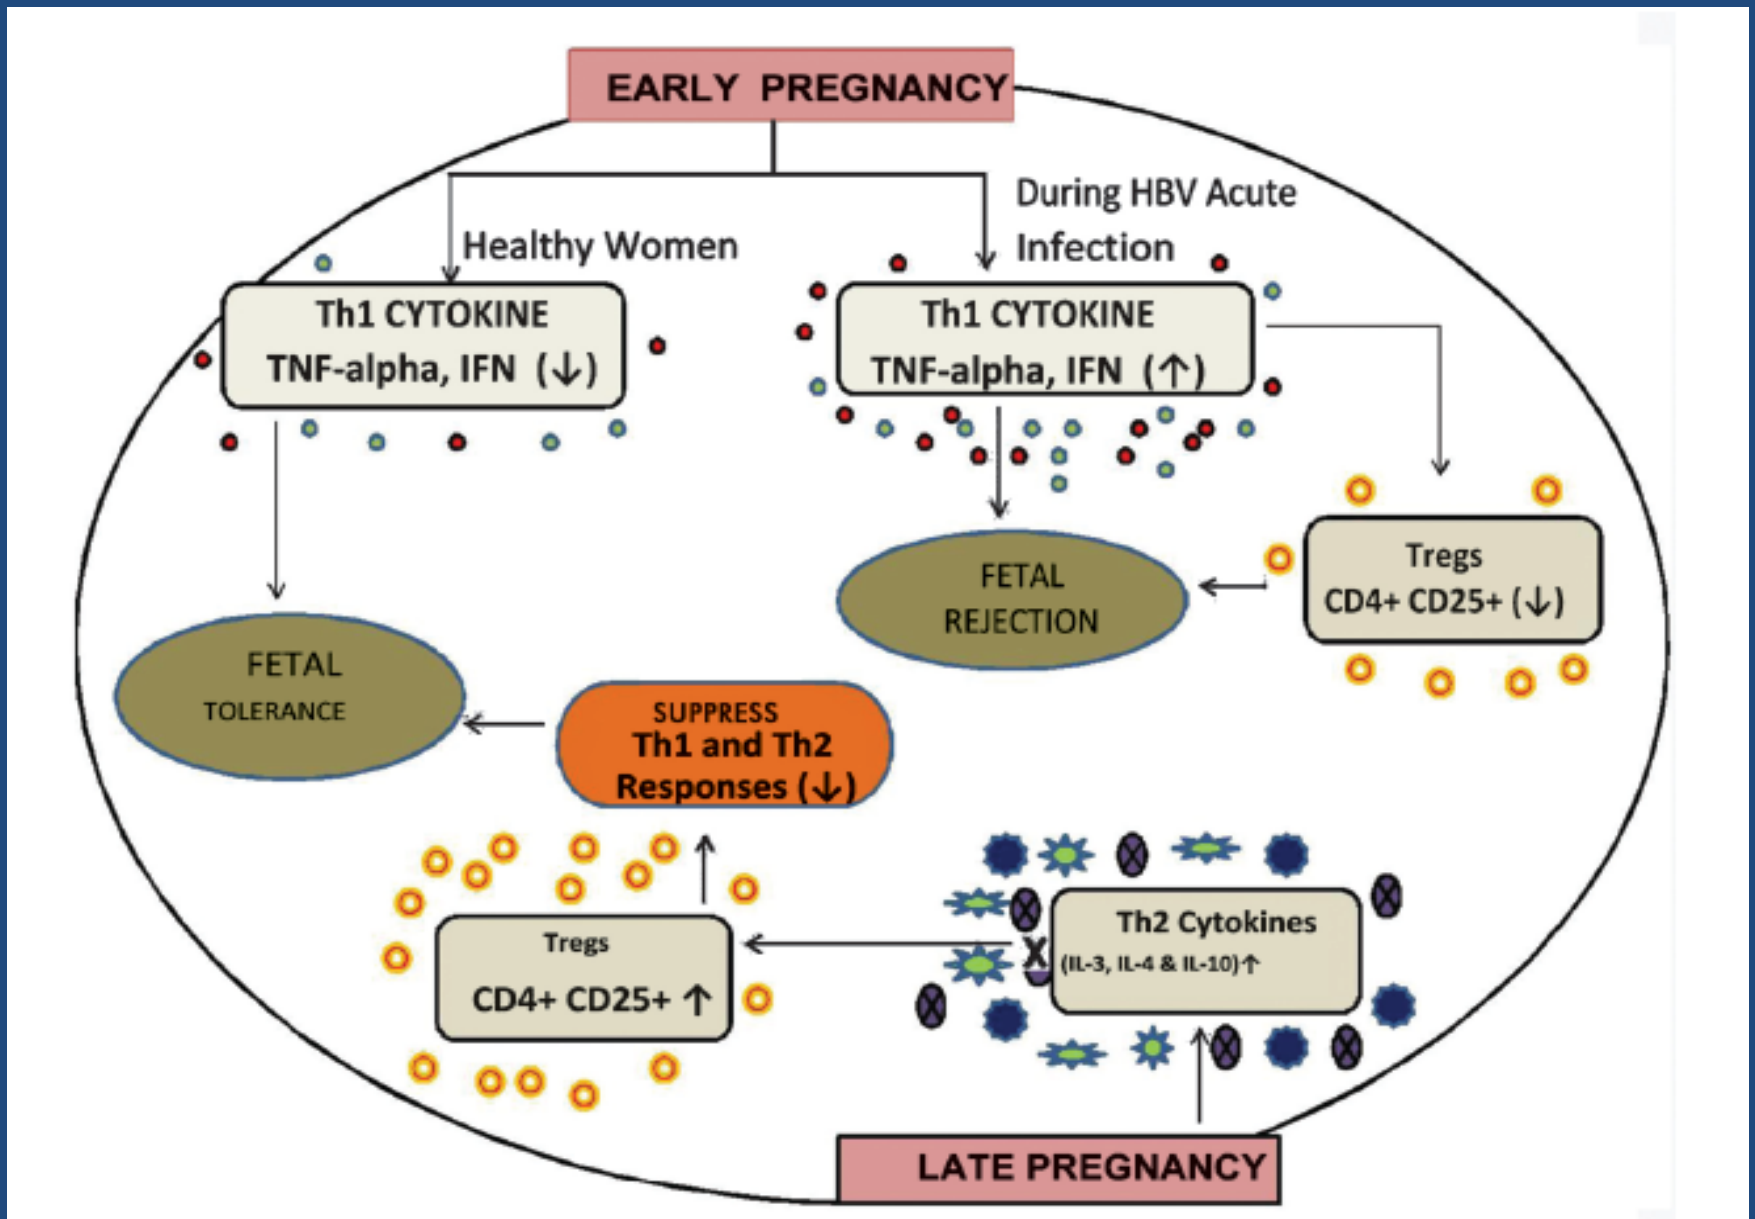 EARLY PREGNANCY
During HBV Acute
Infection
Healthy Women
Th1 CYTOKINE
TNF-alpha, IFN (↓)
Th1 CYTOKINE
TNF-alpha, IFN (↑)
FETAL
REJECTION
Tregs
CD4+ CD25+ (↓)
FETAL
TOLERANCE
SUPPRESS
Th1 and Th2
Responses (↓)
Tregs
CD4+ CD25+ ↑
X
Th2 Cytokines
(IL-3, IL-4 & IL-10)↑
LATE PREGNANCY